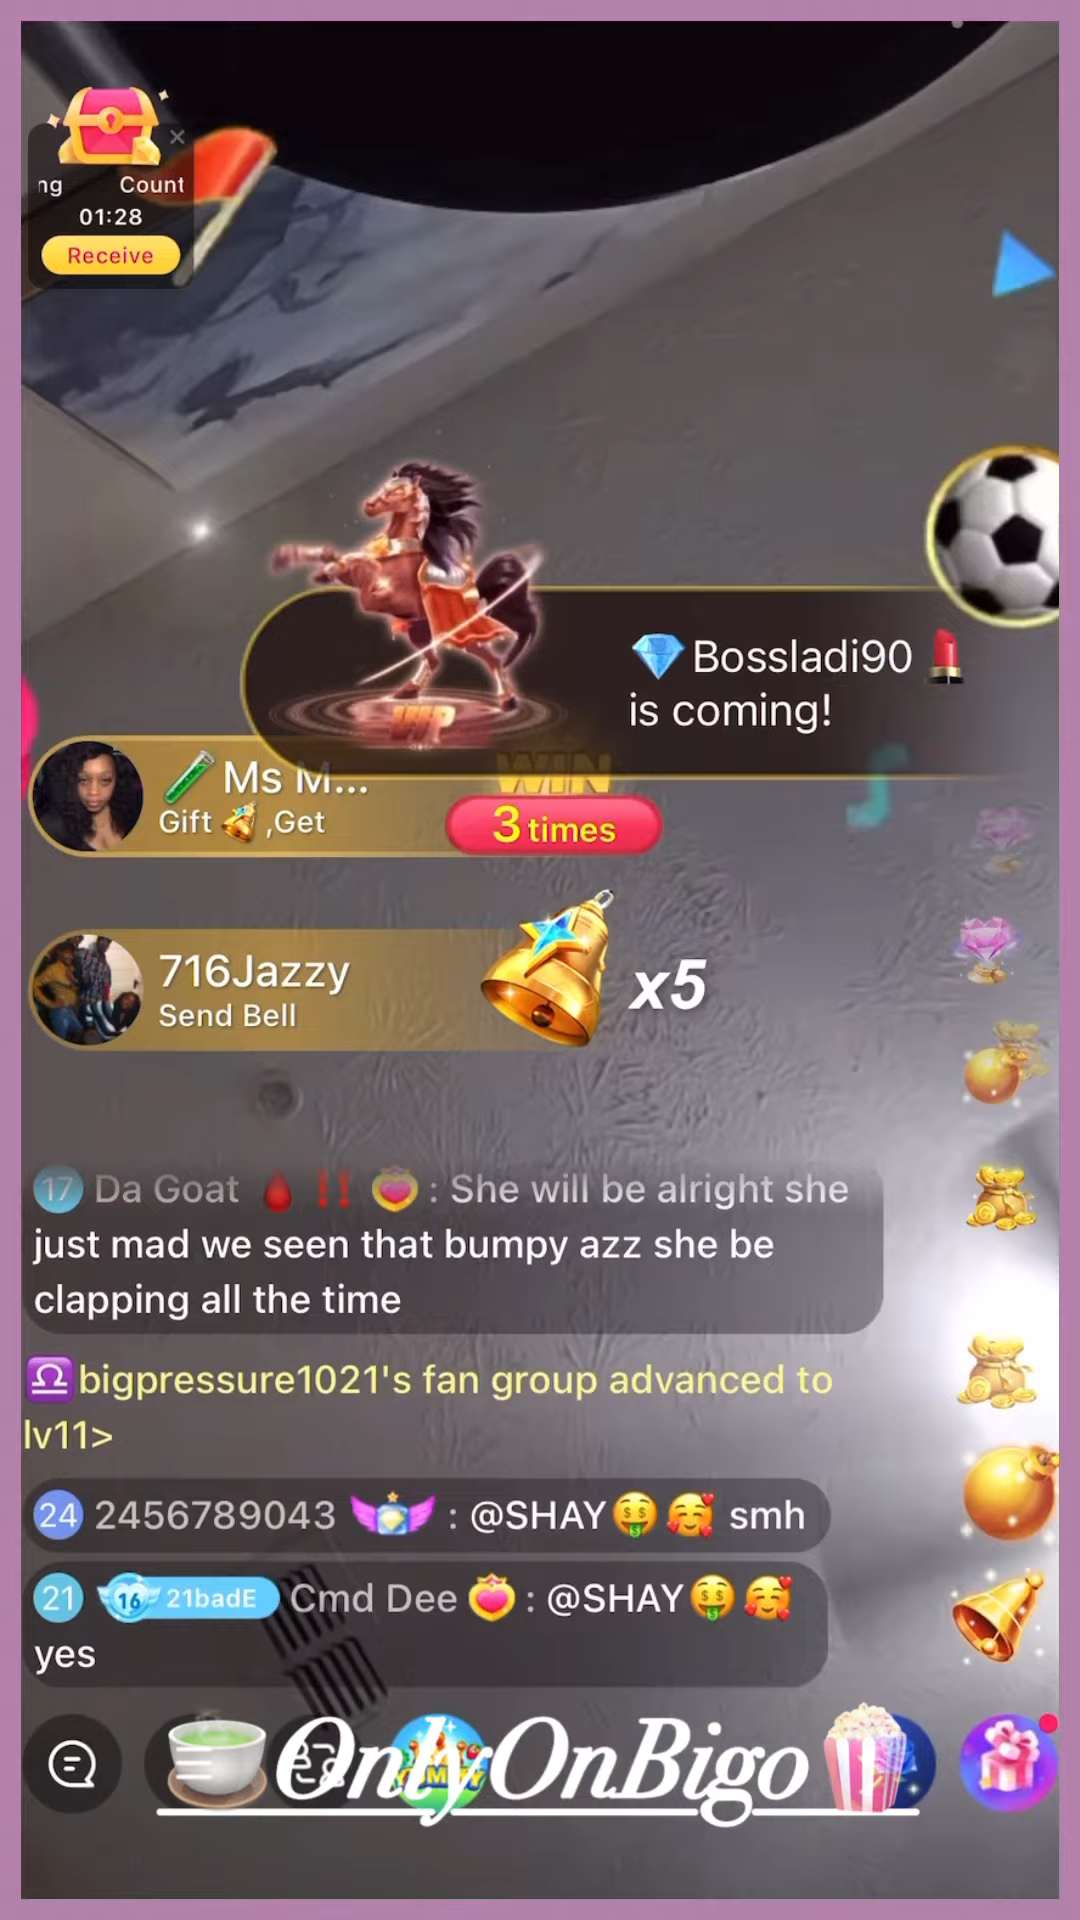 ng Count
01:28
Receive
Bossladi90
is coming!
WIN
Ms M...
Gift ,Get
3 times
716Jazzy
Send Bell
x5
17 Da Goat ‼️ : She will be alright she
just mad we seen that bumpy azz she be
clapping all the time
♎bigpressure1021's fan group advanced to
lv11>
24 2456789043 : @SHAY🤑🥰 smh
21 16 21badE Cmd Dee : @SHAY🤑🥰
yes
OnlyOnBigo